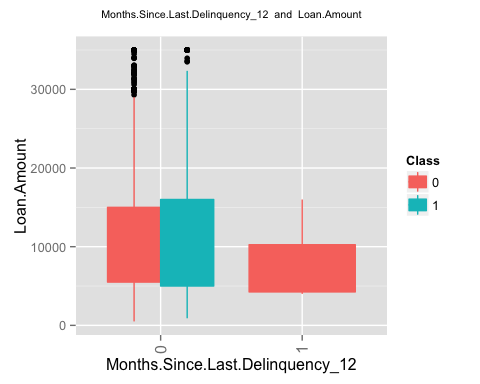 Months.Since.Last.Delinquency_12 and Loan.Amount
Loan.Amount
30000
20000
10000
0
0
1
Months.Since.Last.Delinquency_12
Class
0
1